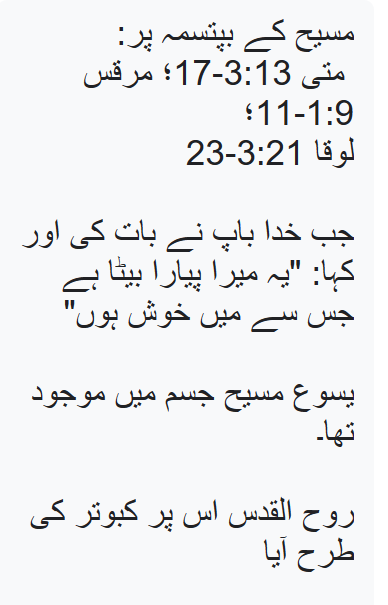 مسیح کے بپتسمہ پر:
متی 3:13-17؛ مرقس
1:9-11؛
لوقا 3:21-23
جب خدا باپ نے بات کی اور
کہا: "یہ میرا پیارا بیٹا ہے
جس سے میں خوش ہوں"
یسوع مسیح جسم میں موجود
تھا۔
روح القدس اس پر کبوتر کی
طرح آیا